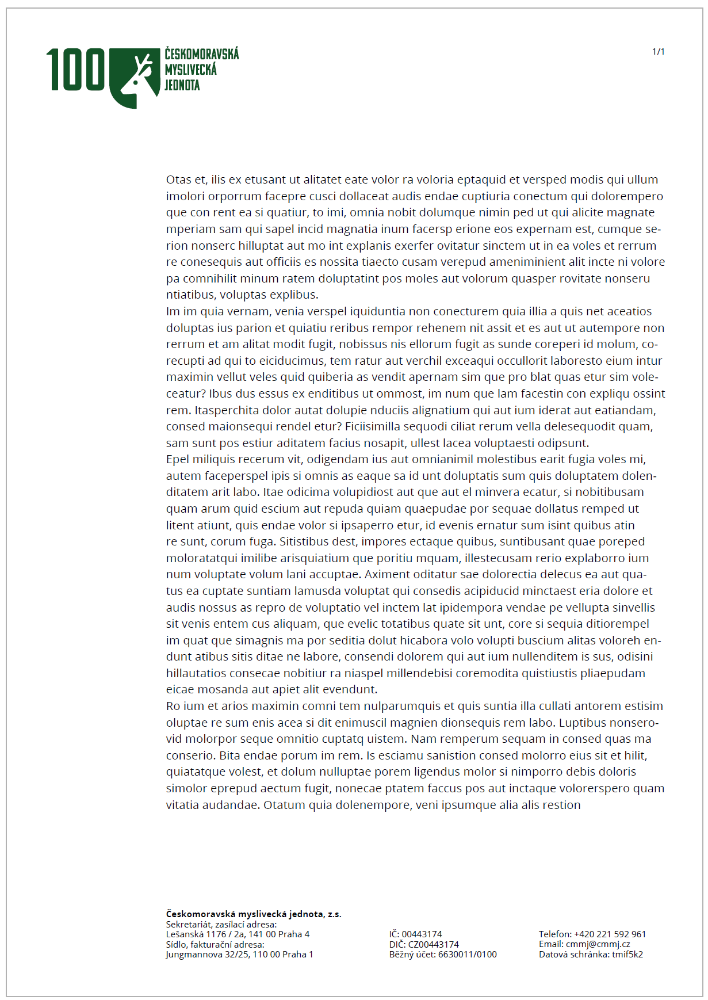 100
ČESKOMORAVSKÁ
MYSLIVECKÁ
JEDNOTA
1/1
Otas et, ilis ex etusant ut alitatet eate volor ra voloria eptaquid et versped modis qui ullum
imolori orporrum facepre cusci dollaceat audis endae cuptiuria conectum qui dolorempero
que con rent ea si quatiur, to imi, omnia nobit dolumque nimin ped ut qui alicite magnate
mperiam sam qui sapel incid magnatia inum facersp erione eos expernam est, cumque se-
rion nonserc hilluptat aut mo int explanis exerfer ovitatur sinctem ut in ea voles et rerrum
re conesequis aut officiis es nossita tiaecto cusam verepud ameniminient alit incte ni volore
pa comnihilit minum ratem doluptatint pos moles aut volorum quasper rovitate nonseru
ntiatibus, voluptas explibus.
Im im quia vernam, venia verspel iquiduntia non conecturem quia illia a quis net aceatios
doluptas ius parion et quiatiu reribus rempor rehenem nit assit et es aut ut autempore non
rerrum et am alitat modit fugit, nobissus nis ellorum fugit as sunde coreperi id molum, co-
recupti ad qui to eiciducimus, tem ratur aut verchil exceaqui occullorit laboresto eium intur
maximin vellut veles quid quiberia as vendit apernam sim que pro blat quas etur sim vole-
ceatur? Ibus dus essus ex enditibus ut ommost, im num que lam facestin con expliqu ossint
rem. Itasperchita dolor autat dolupie nduciis alignatium qui aut ium iderat aut eatiandam,
consed maionsequi rendel etur? Ficiisimilla sequodi ciliat rerum vella delesequodit quam,
sam sunt pos estiur aditatem facius nosapit, ullest lacea voluptaesti odipsunt.
Epel miliquis recerum vit, odigendam ius aut omnianimil molestibus earit fugia voles mi,
autem faceperspel ipis si omnis as eaque sa id unt doluptatis sum quis doluptatem dolen-
ditatem arit labo. Itae odicima volupidiost aut que aut el minvera ecatur, si nobitibusam
quam arum quid escium aut repuda quiam quaepudae por sequae dollatus remped ut
litent atiunt, quis endae volor si ipsaperro etur, id evenis ernatur sum isint quibus atin
re sunt, corum fuga. Sitistibus dest, impores ectaque quibus, suntibusant quae poreped
moloratatqui imilibe arisquiatium que poritiu mquam, illestecusam rerio explaborro ium
num voluptate volum lani accuptae. Aximent oditatur sae dolorectia delecus ea aut qua-
tus ea cuptate suntiam lamusda voluptat qui consedis acipiducid minctaest eria dolore et
audis nossus as repro de voluptatio vel inctem lat ipidempora vendae pe vellupta sinvellis
sit venis entem cus aliquam, que evelic totatibus quate sit unt, core si sequia ditiorempel
im quat que simagnis ma por seditia dolut hicabora volo volupti buscium alitas voloreh en-
dunt atibus sitis ditae ne labore, consendi dolorem qui aut ium nullenditem is sus, odisini
hillautatios consecae nobitiur ra niaspel millendebisi coremodita quistiustis pliaepudam
eicae mosanda aut apiet alit evendunt.
Ro ium et arios maximin comni tem nulparumquis et quis suntia illa cullati antorem estisim
oluptae re sum enis acea si dit enimuscil magnien dionsequis rem labo. Luptibus nonsero-
vid molorpor seque omnitio cuptatq uistem. Nam remperum sequam in consed quas ma
conserio. Bita endae porum im rem. Is esciamu sanistion consed molorro eius sit et hilit,
quiatatque volest, et dolum nulluptae porem ligendus molor si nimporro debis doloris
simolor eprepud aectum fugit, nonecae ptatem faccus pos aut inctaque volorerspero quam
vitatia audandae. Otatum quia dolenempore, veni ipsumque alia alis restion
Českomoravská myslivecká jednota, z.s.
Sekretariát, zasílací adresa:
Lešanská 1176 / 2a, 141 00 Praha 4
Sídlo, fakturační adresa:
Jungmannova 32/25, 110 00 Praha 1
IČ: 00443174
DIČ: CZ00443174
Běžný účet: 6630011/0100
Telefon: +420 221 592 961
Email: cmmj@cmmj.cz
Datová schránka: tmif5k2